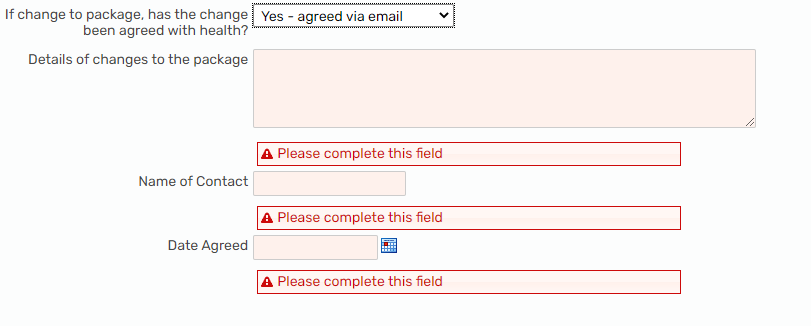 If change to package, has the change
been agreed with health?
Yes - agreed via email
Details of changes to the package
Please complete this field
Name of Contact
Please complete this field
Date Agreed
Please complete this field